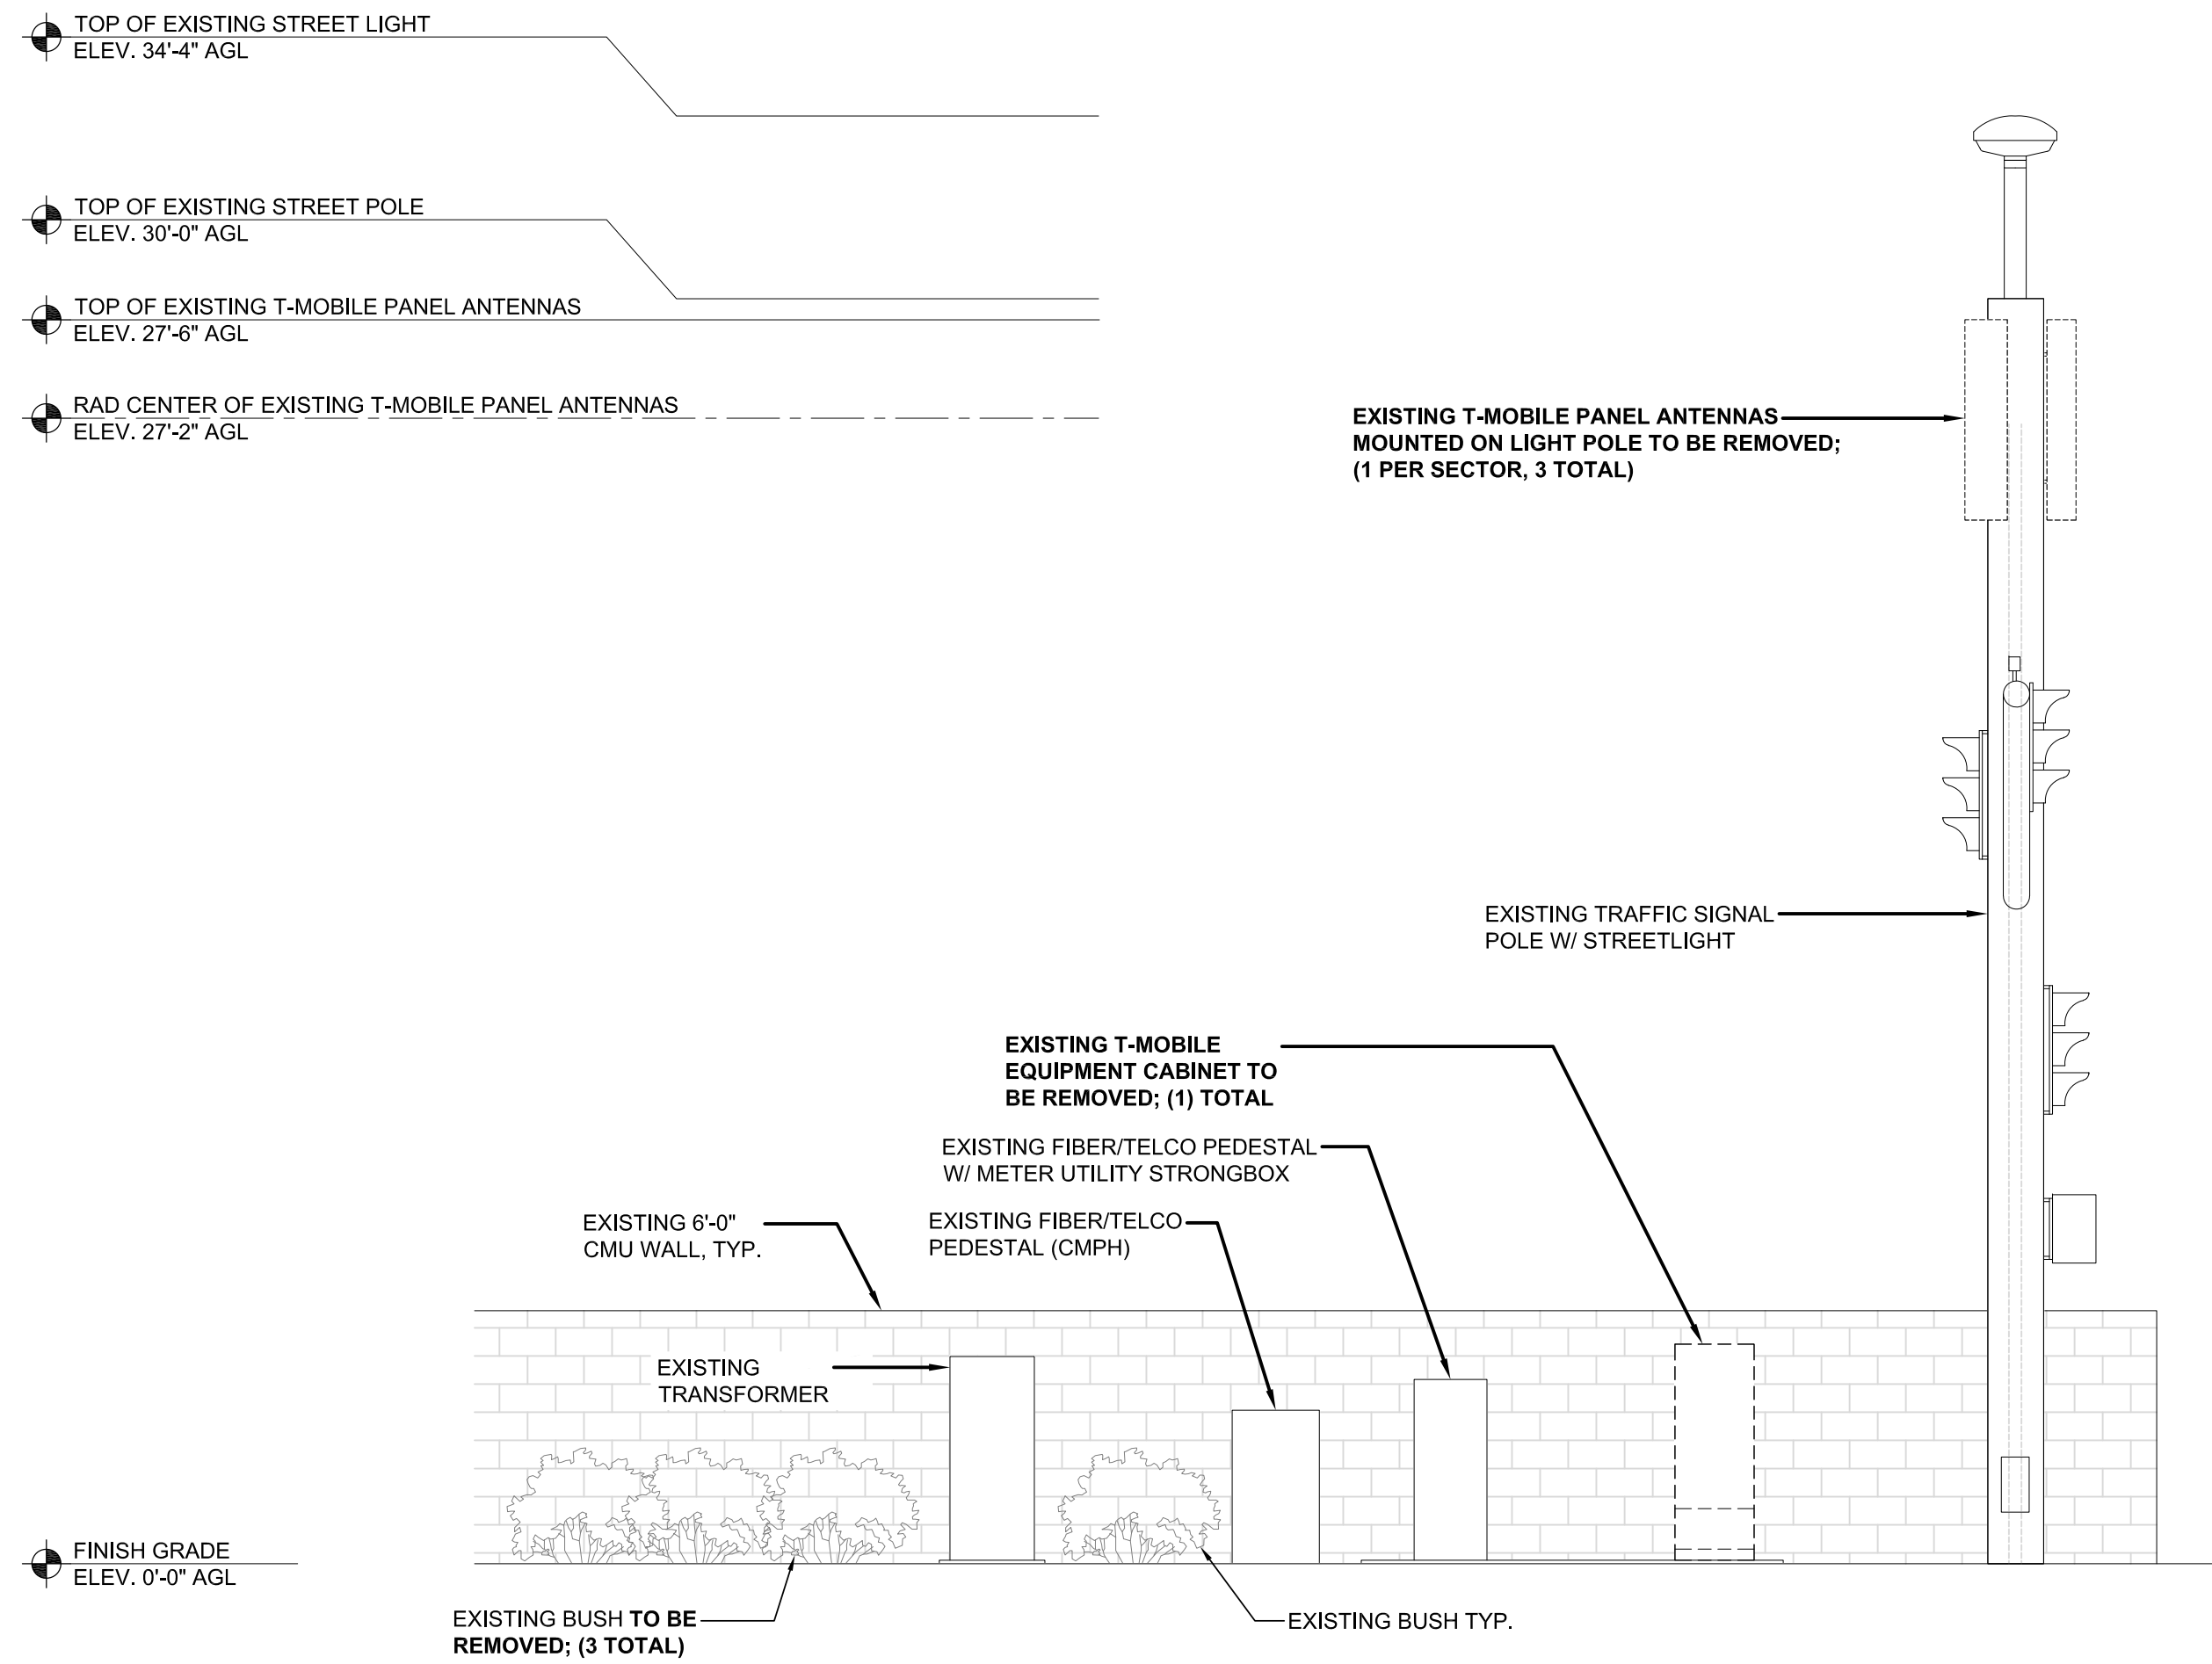 TOP OF EXISTING STREET LIGHT
ELEV. 34'-4" AGL
TOP OF EXISTING STREET POLE
ELEV. 30'-0" AGL
TOP OF EXISTING T-MOBILE PANEL ANTENNAS
ELEV. 27'-6" AGL
RAD CENTER OF EXISTING T-MOBILE PANEL ANTENNAS
ELEV. 27'-2" AGL
EXISTING T-MOBILE PANEL ANTENNAS
MOUNTED ON LIGHT POLE TO BE REMOVED;
(1 PER SECTOR, 3 TOTAL)
EXISTING TRAFFIC SIGNAL
POLE W/ STREETLIGHT
EXISTING T-MOBILE
EQUIPMENT CABINET TO
BE REMOVED; (1) TOTAL
EXISTING FIBER/TELCO PEDESTAL
W/ METER UTILITY STRONGBOX
EXISTING 6'-0"
CMU WALL, TYP.
EXISTING FIBER/TELCO
PEDESTAL (CMPH)
EXISTING
TRANSFORMER
FINISH GRADE
ELEV. 0'-0" AGL
EXISTING BUSH TO BE
REMOVED; (3 TOTAL)
EXISTING BUSH TYP.